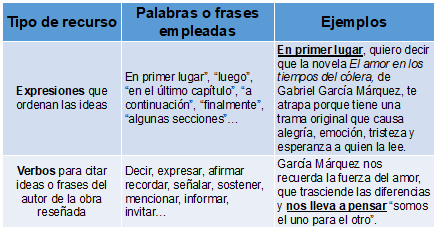 Tipo de recurso
Palabras o frases
empleadas
Ejemplos
Expresiones que
ordenan las ideas
En primer lugar”, “luego”,
“en el último capítulo”, “a
continuación”, “finalmente”,
“algunas secciones”…
En primer lugar, quiero decir
que la novela El amor en los
tiempos del cólera, de
Gabriel García Márquez, te
atrapa porque tiene una
trama original que causa
alegría, emoción, tristeza y
esperanza a quien la lee.
Verbos para citar
ideas o frases del
autor de la obra
reseñada
Decir, expresar, afirmar
recordar, señalar, sostener,
mencionar, informar,
invitar…
García Márquez nos
recuerda la fuerza del amor,
que trasciende las diferencias
y nos lleva a pensar “somos
el uno para el otro”.